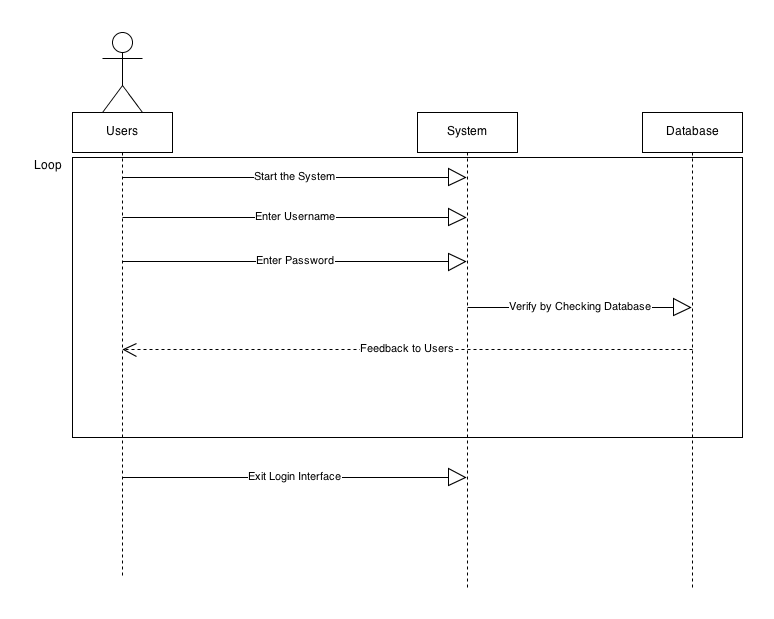 Users
System
Database
Loop
Start the System
Enter Username
Enter Password
Verify by Checking Database
Feedback to Users
Exit Login Interface